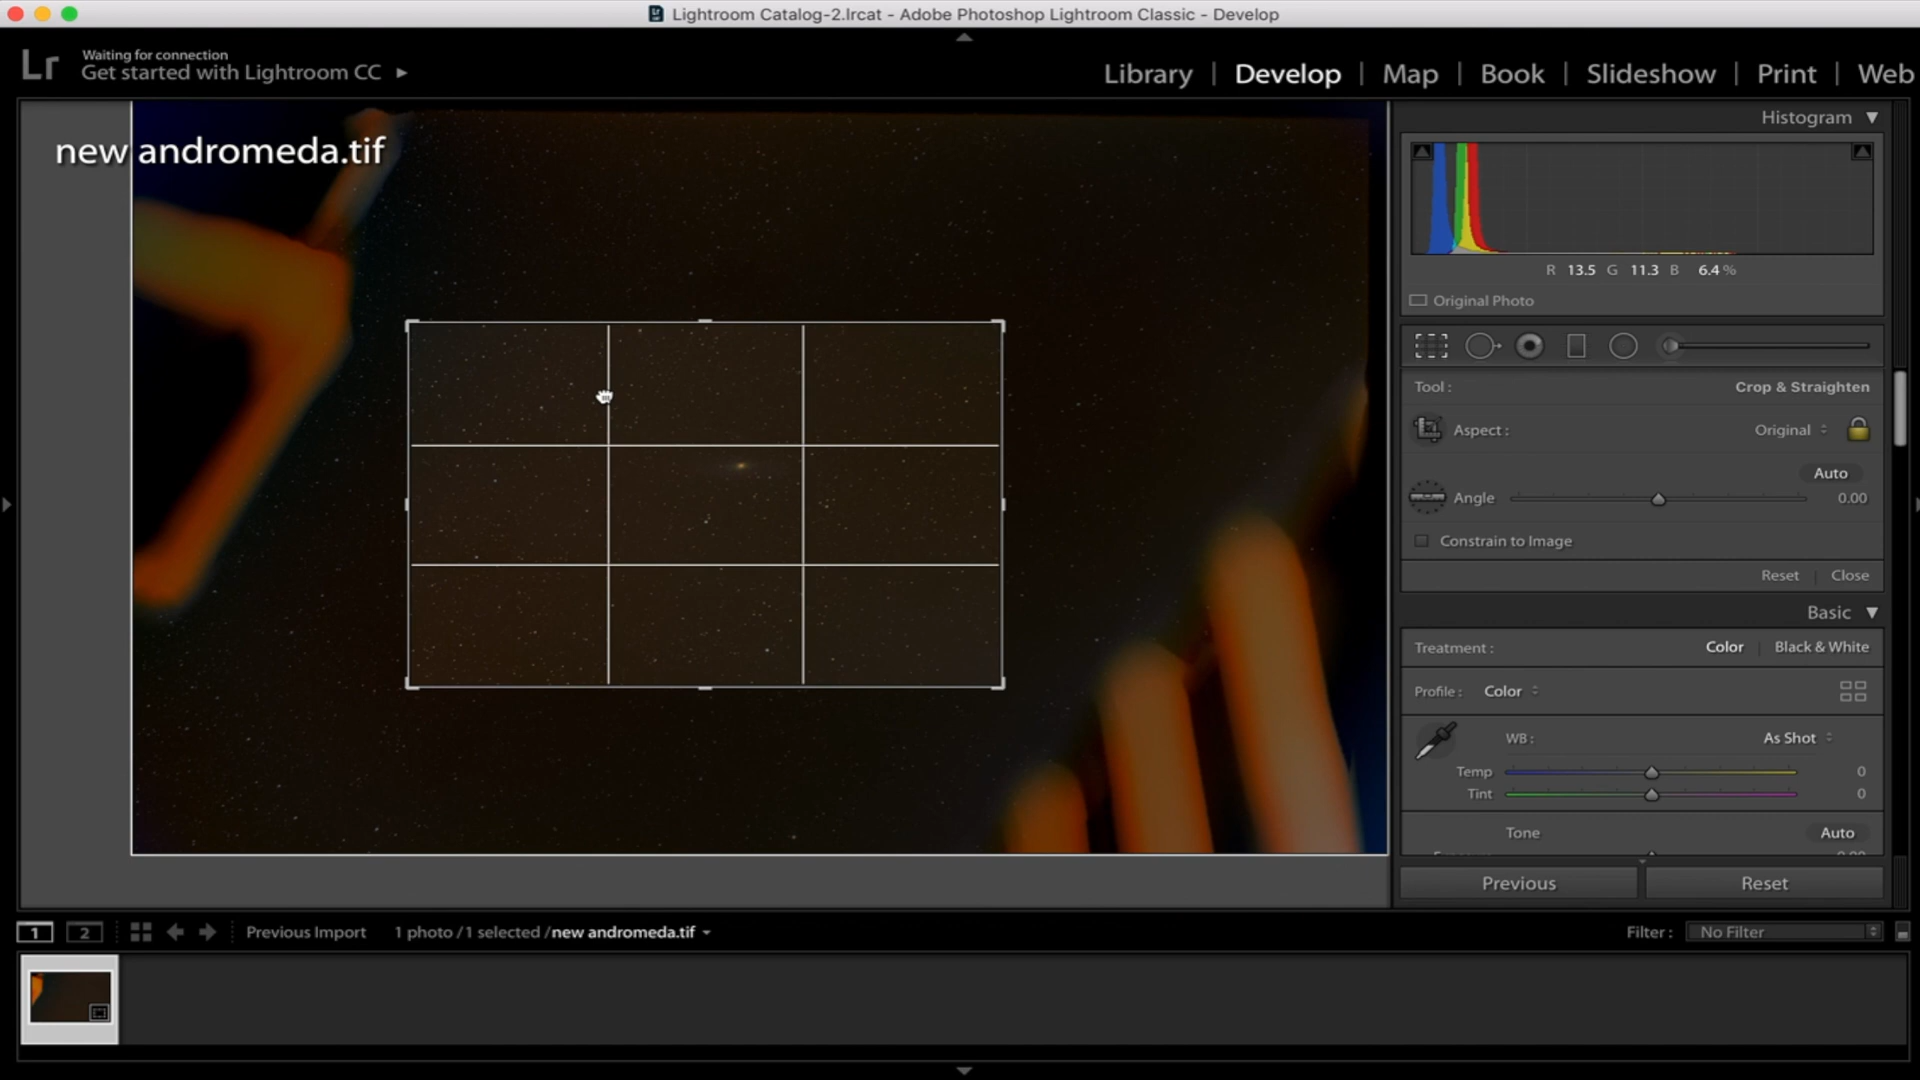 Lightroom Catalog-2.lrcat - Adobe Photoshop Lightroom Classic - Develop
Lr
Waiting for connection
Get started with Lightroom CC
Library | Develop | Map | Book | Slideshow | Print | Web
new andromeda.tif
Histogram
R 13.5 G 11.3 B 6.4 %
Original Photo
Tool : Crop & Straighten
Aspect : Original
Auto
Angle 0.00
Constrain to Image
Reset Close
Basic
Treatment : Color Black & White
Profile : Color
WB : As Shot
Temp 0
Tint 0
Tone Auto
Previous Reset
1 2 Previous Import 1 photo / 1 selected / new andromeda.tif Filter : No Filter